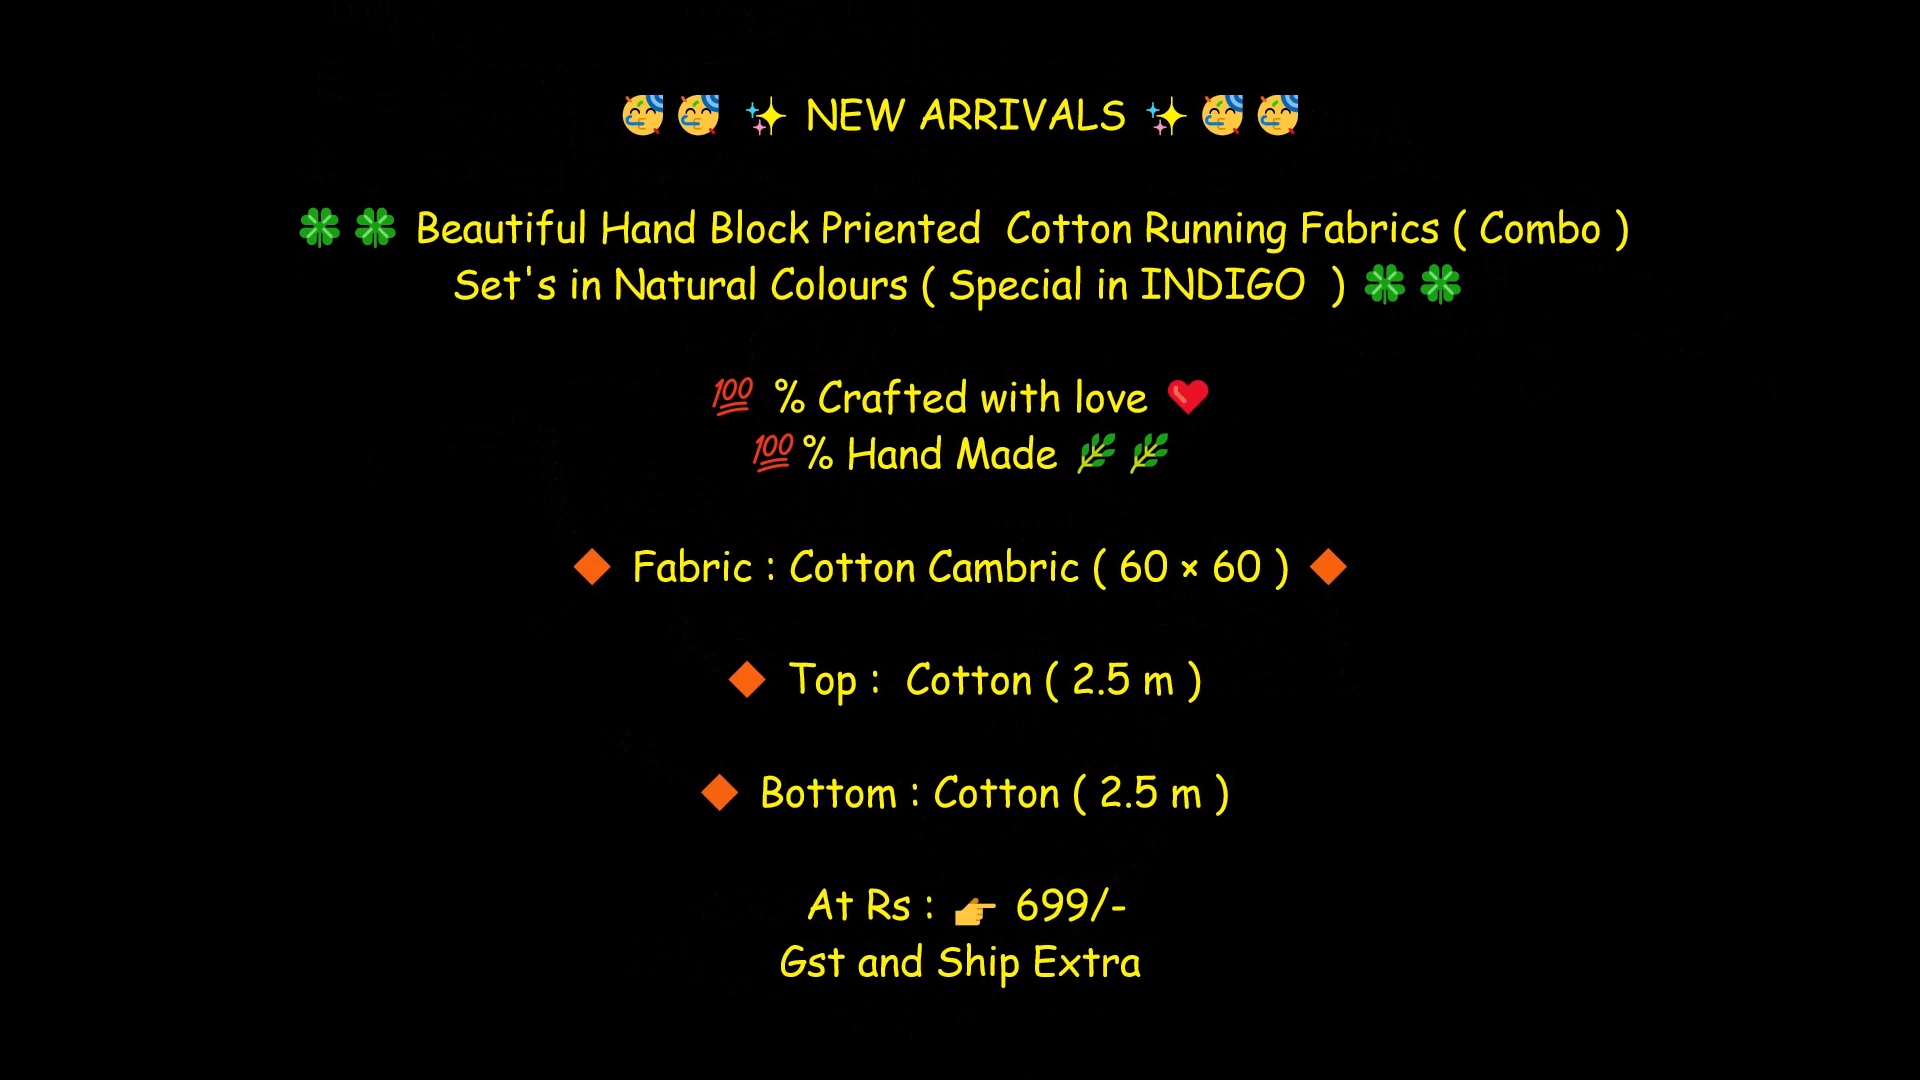 🥳🥳 ✨ NEW ARRIVALS ✨🥳🥳
🍀🍀 Beautiful Hand Block Priented  Cotton Running Fabrics ( Combo )
Set's in Natural Colours ( Special in INDIGO  ) 🍀🍀
💯 % Crafted with love ❤️
💯% Hand Made 🌿🌿
🔶 Fabric : Cotton Cambric ( 60 × 60 ) 🔶
🔶 Top :  Cotton ( 2.5 m )
🔶 Bottom : Cotton ( 2.5 m )
At Rs : 👉 699/-
Gst and Ship Extra